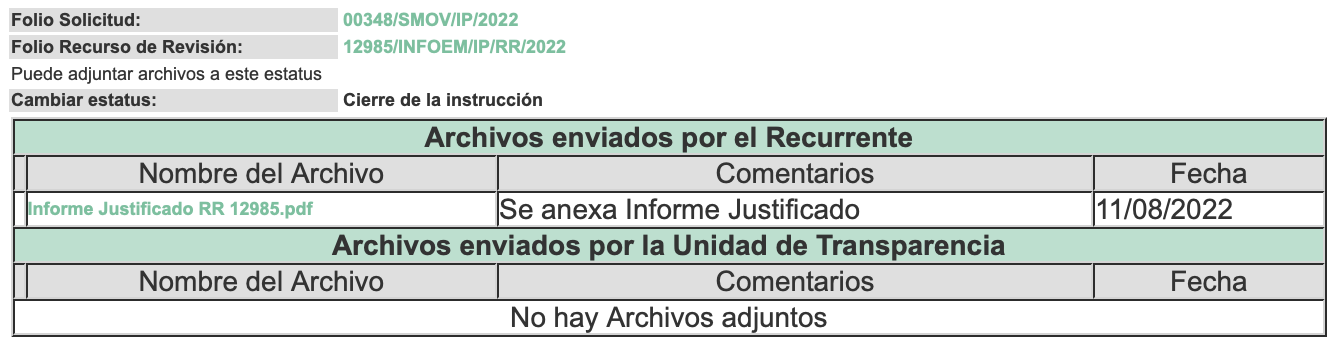 Folio Solicitud: 00348/SMOV/IP/2022
Folio Recurso de Revisión: 12985/INFOEM/IP/RR/2022
Puede adjuntar archivos a este estatus
Cambiar estatus: Cierre de la instrucción
Archivos enviados por el Recurrente
Nombre del Archivo Comentarios Fecha
Informe Justificado RR 12985.pdf Se anexa Informe Justificado 11/08/2022
Archivos enviados por la Unidad de Transparencia
Nombre del Archivo Comentarios Fecha
No hay Archivos adjuntos